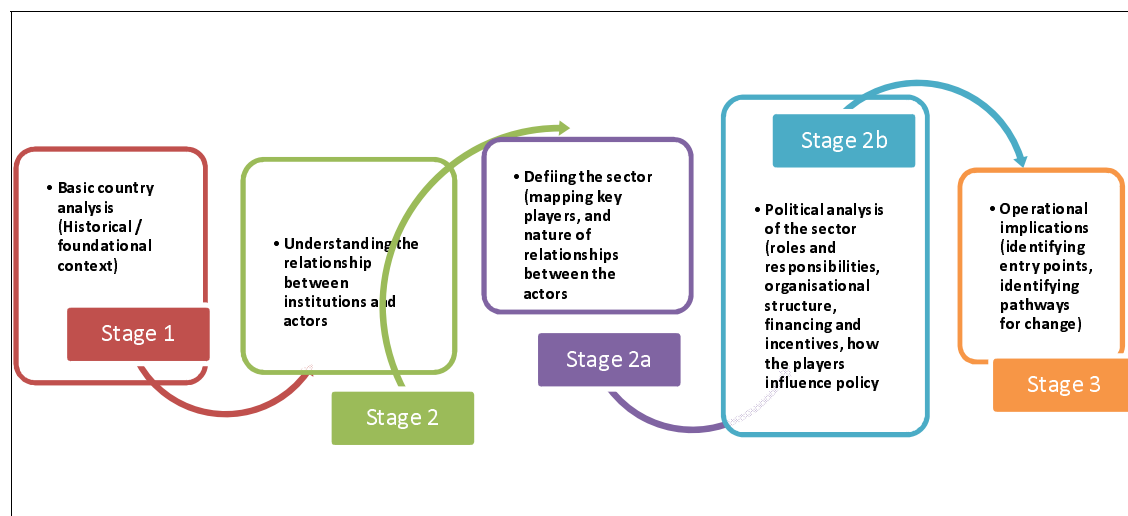 • Basic country
analysis
(Historical /
foundational
context)
Stage 1
• Understanding the
relationship
between
institutions and
actors
Stage 2
• Defiing the sector
(mapping key
players, and
nature of
relationships
between the
actors
Stage 2a
Stage 2b
• Political analysis
of the sector
(roles and
responsibilities,
organisational
structure,
financing and
incentives, how
the players
influence policy
• Operational
implications
(identifying
entry points,
identifying
pathways
for change)
Stage 3